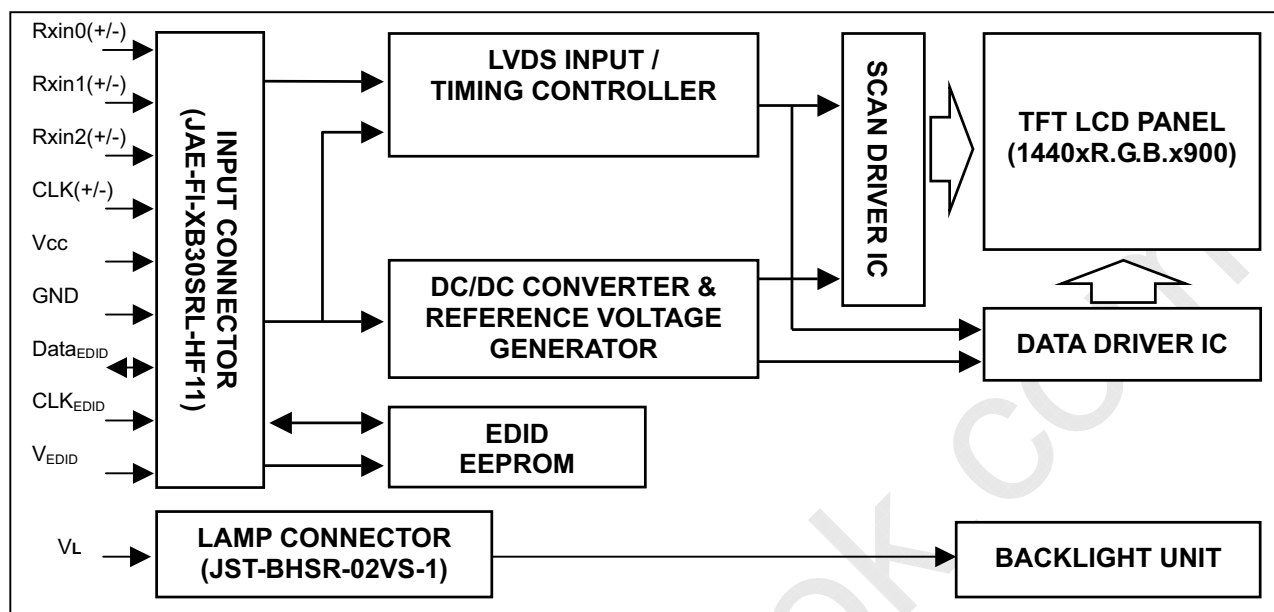 Rxin0(+/-)
Rxin1(+/-)
Rxin2(+/-)
CLK(+/-)
Vcc
GND
DataEDID
CLKEDID
VEDID
VL
INPUT CONNECTOR
(JAE-FI-XB30SRL-HF11)
LVDS INPUT /
TIMING CONTROLLER
DC/DC CONVERTER &
REFERENCE VOLTAGE
GENERATOR
EDID
EEPROM
LAMP CONNECTOR
(JST-BHSR-02VS-1)
SCAN DRIVER IC
TFT LCD PANEL
(1440xR.G.B.x900)
DATA DRIVER IC
BACKLIGHT UNIT